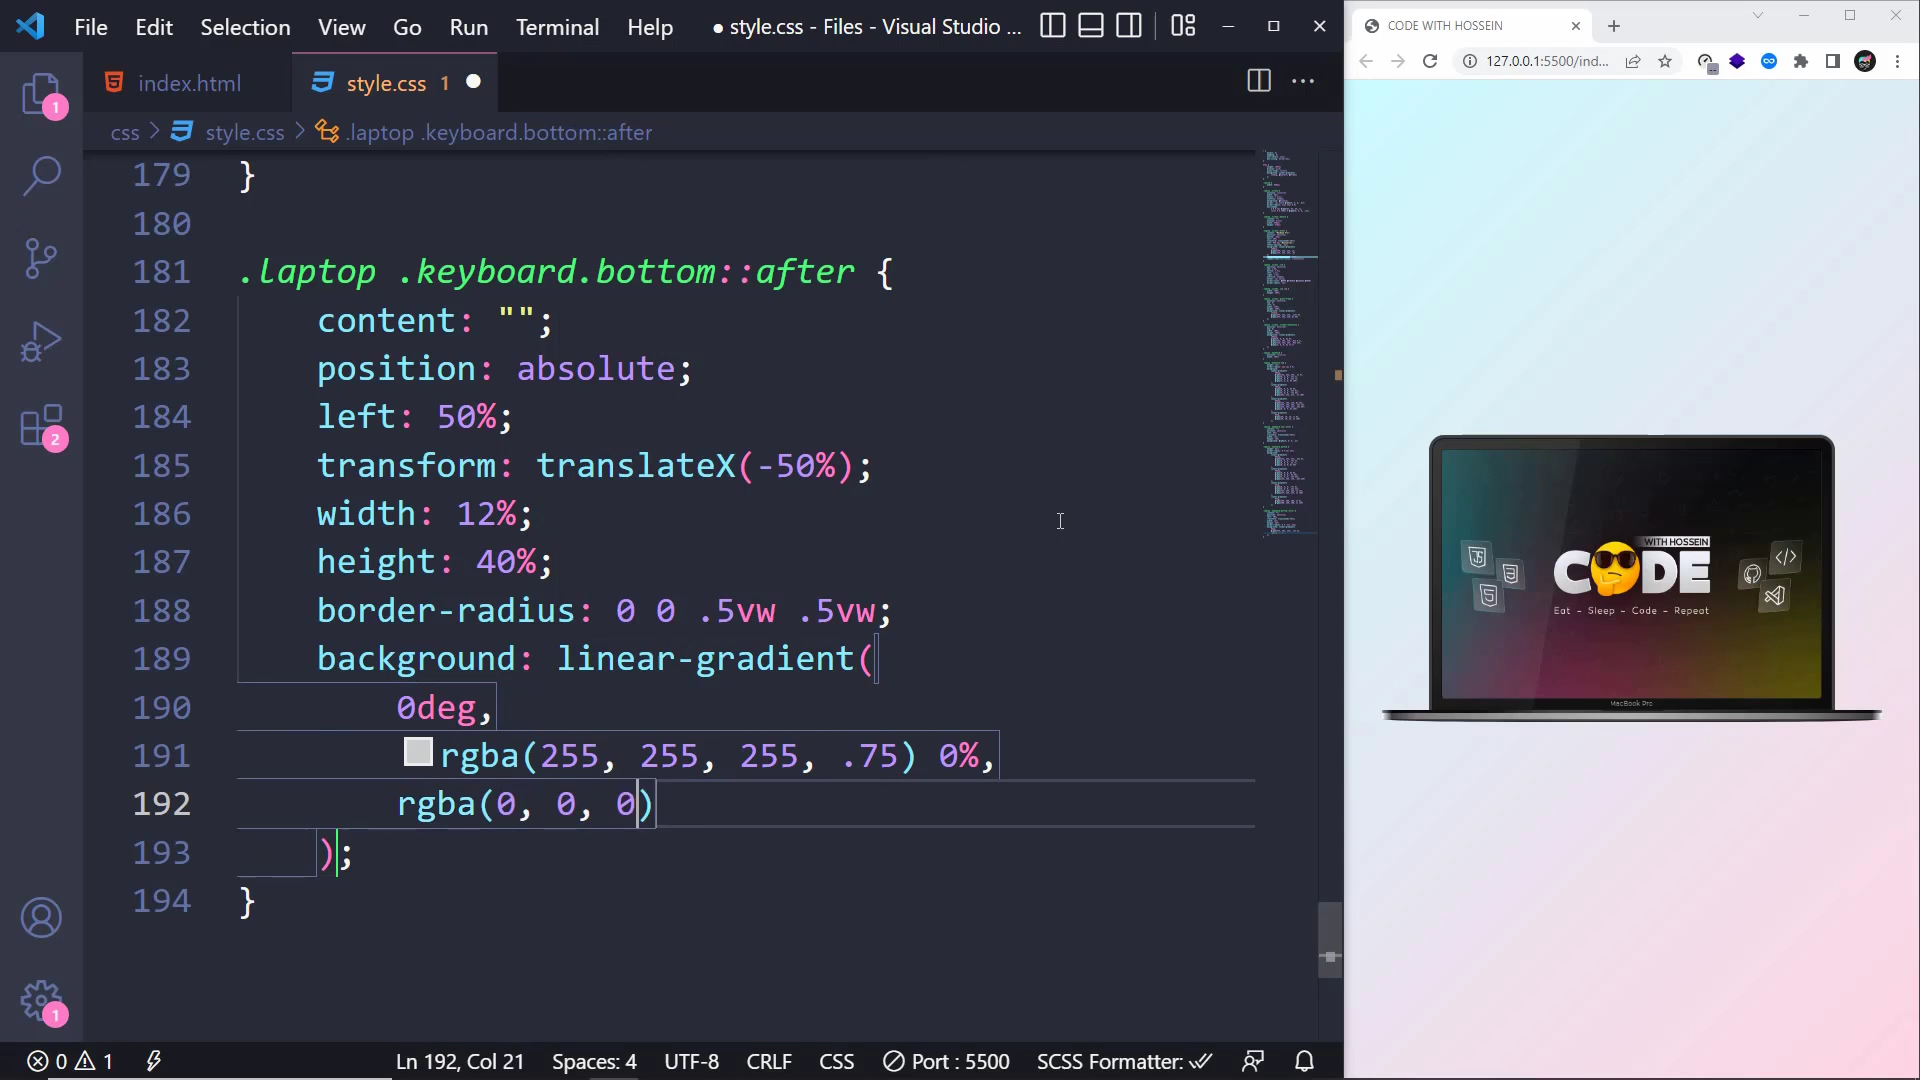 File Edit Selection View Go Run Terminal Help ● style.css - Files - Visual Studio ...
index.html style.css 1
css > style.css > .laptop .keyboard.bottom::after
179 }
180
181 .laptop .keyboard.bottom::after {
182 content: "";
183 position: absolute;
184 left: 50%;
185 transform: translateX(-50%);
186 width: 12%;
187 height: 40%;
188 border-radius: 0 0 .5vw .5vw;
189 background: linear-gradient(
190 0deg,
191 rgba(255, 255, 255, .75) 0%,
192 rgba(0, 0, 0)
193 );
194 }
1
2
1
0 1 Ln 192, Col 21 Spaces: 4 UTF-8 CRLF CSS Port : 5500 SCSS Formatter:
CODE WITH HOSSEIN
127.0.0.1:5500/ind...
WITH HOSSEIN
CODE
Eat - Sleep - Code - Repeat
MacBook Pro